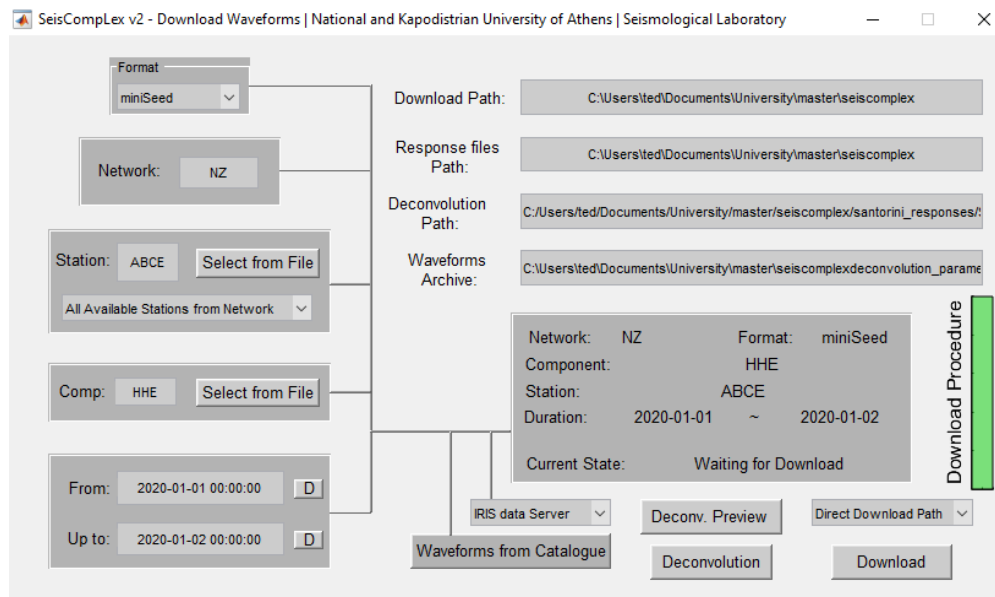 SeisCompLex v2 - Download Waveforms | National and Kapodistrian University of Athens | Seismological Laboratory
Format
miniSeed
Network: NZ
Station: ABCE Select from File
All Available Stations from Network
Comp: HHE Select from File
From: 2020-01-01 00:00:00 D
Up to: 2020-01-02 00:00:00 D
Download Path: C:\Users\ted\Documents\University\master\seiscomplex
Response files
Path:
C:\Users\ted\Documents\University\master\seiscomplex
Deconvolution
Path:
C:/Users/ted/Documents/University/master/seiscomplex/santorini_responses/
Waveforms
Archive:
C:\Users\ted\Documents\University\master\seiscomplexdeconvolution_parame
Network: NZ Format: miniSeed
Component: HHE
Station: ABCE
Duration: 2020-01-01 ~ 2020-01-02
Current State: Waiting for Download
Download Procedure
IRIS data Server
Deconv. Preview
Direct Download Path
Waveforms from Catalogue
Deconvolution
Download